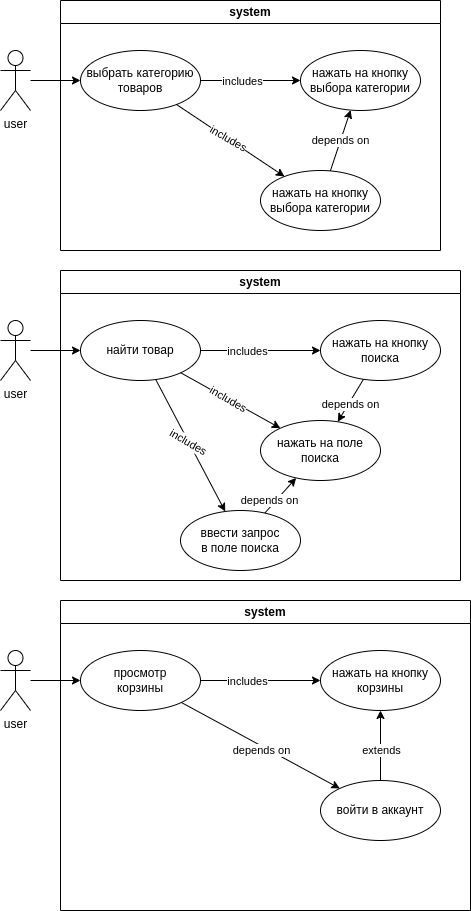 system
выбрать категорию
товаров
includes
нажать на кнопку
выбора категории
user
includes
depends on
нажать на кнопку
выбора категории
system
найти товар
includes
нажать на кнопку
поиска
user
includes
depends on
includes
нажать на поле
поиска
depends on
ввести запрос
в поле поиска
system
просмотр
корзины
includes
нажать на кнопку
корзины
user
depends on
extends
войти в аккаунт